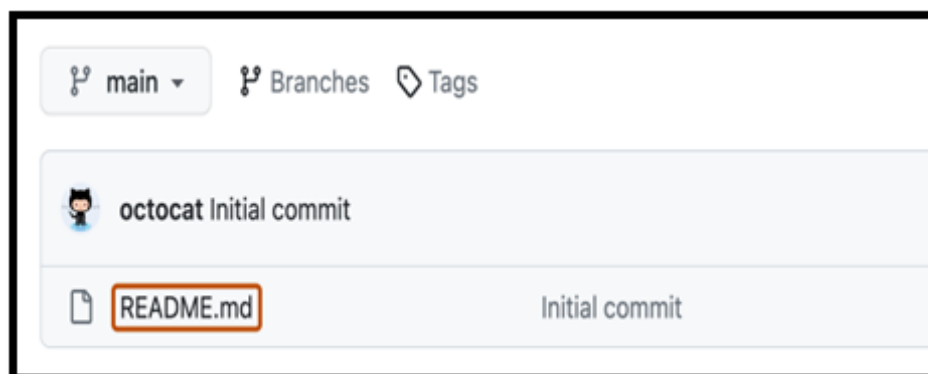 main Branches Tags
octocat Initial commit
README.md Initial commit